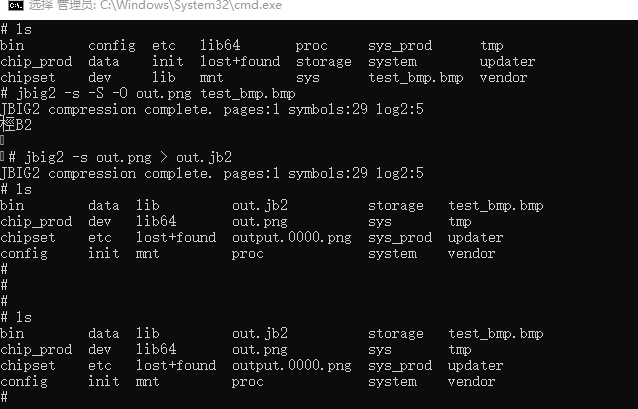 选择 管理员: C:\Windows\System32\cmd.exe
# ls
bin config etc lib64 proc sys_prod tmp
chip_prod data init lost+found storage system updater
chipset dev lib mnt sys test_bmp.bmp vendor
# jbig2 -s -S -O out.png test_bmp.bmp
JBIG2 compression complete. pages:1 symbols:29 log2:5
桎B2
# jbig2 -s out.png > out.jb2
JBIG2 compression complete. pages:1 symbols:29 log2:5
# ls
bin data lib out.jb2 storage test_bmp.bmp
chip_prod dev lib64 out.png sys tmp
chipset etc lost+found output.0000.png sys_prod updater
config init mnt proc system vendor
#
#
#
# ls
bin data lib out.jb2 storage test_bmp.bmp
chip_prod dev lib64 out.png sys tmp
chipset etc lost+found output.0000.png sys_prod updater
config init mnt proc system vendor
#